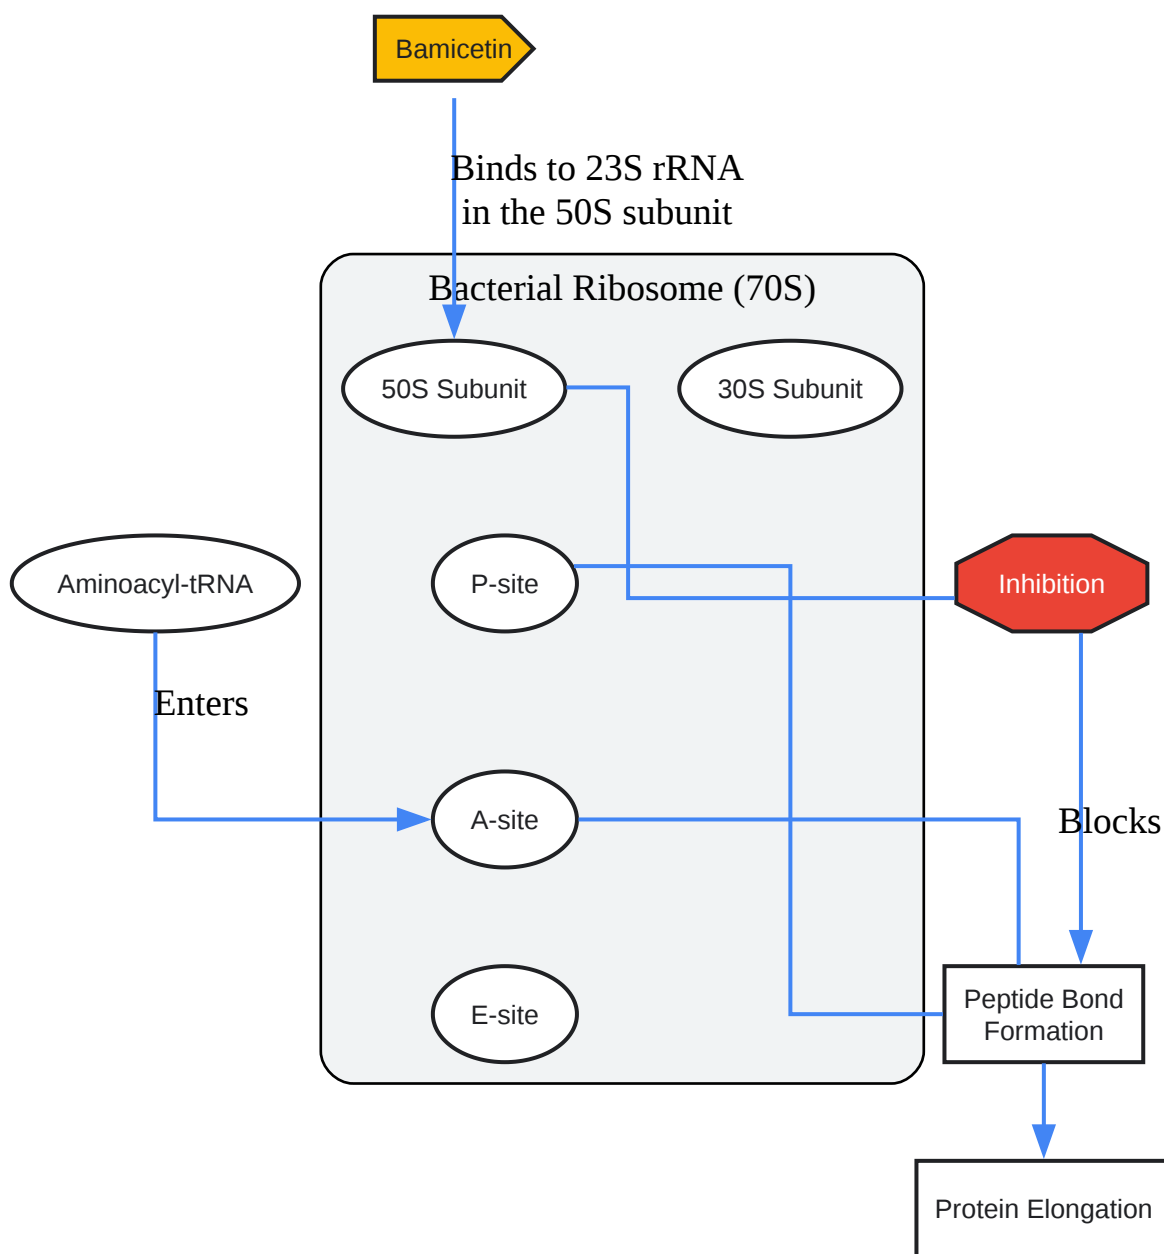 Bamicetin
Binds to 23S rRNA
in the 50S subunit
Bacterial Ribosome (70S)
50S Subunit
30S Subunit
Aminoacyl-tRNA
P-site
Inhibition
Enters
A-site
Blocks
E-site
Peptide Bond
Formation
Protein Elongation